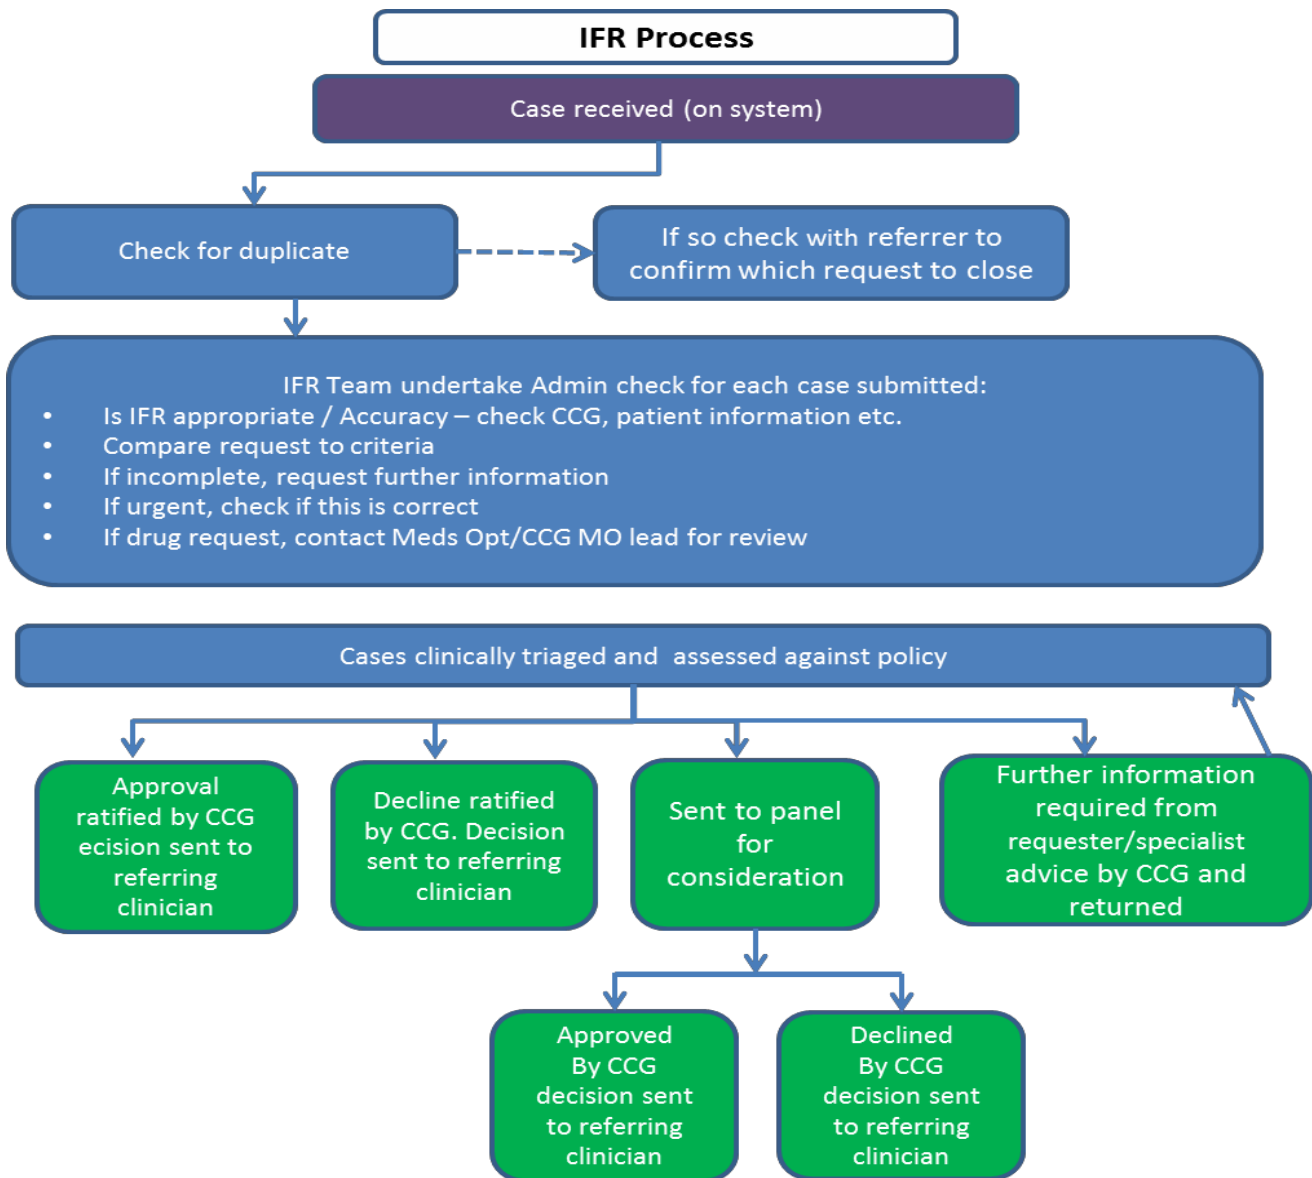 IFR Process
Case received (on system)
Check for duplicate
If so check with referrer to
confirm which request to close
IFR Team undertake Admin check for each case submitted:
• Is IFR appropriate / Accuracy – check CCG, patient information etc.
• Compare request to criteria
• If incomplete, request further information
• If urgent, check if this is correct
• If drug request, contact Meds Opt/CCG MO lead for review
Cases clinically triaged and assessed against policy
Approval
ratified by CCG
ecision sent to
referring
clinician
Decline ratified
by CCG. Decision
sent to referring
clinician
Sent to panel
for
consideration
Further information
required from
requester/specialist
advice by CCG and
returned
Approved
By CCG
decision sent
to referring
clinician
Declined
By CCG
decision sent
to referring
clinician